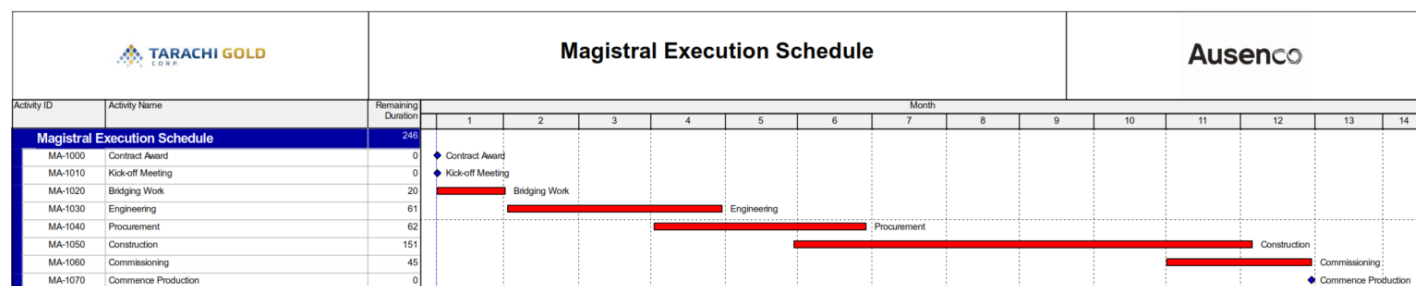 TARACHI GOLD
CORP.
Magistral Execution Schedule
Ausenco
Activity ID Activity Name Remaining Duration Month
1 2 3 4 5 6 7 8 9 10 11 12 13 14
Magistral Execution Schedule 246
MA-1000 Contract Award 0 Contract Award
MA-1010 Kick-off Meeting 0 Kick-off Meeting
MA-1020 Bridging Work 20 Bridging Work
MA-1030 Engineering 61 Engineering
MA-1040 Procurement 62 Procurement
MA-1050 Construction 151 Construction
MA-1060 Commissioning 45 Commissioning
MA-1070 Commence Production 0 Commence Production